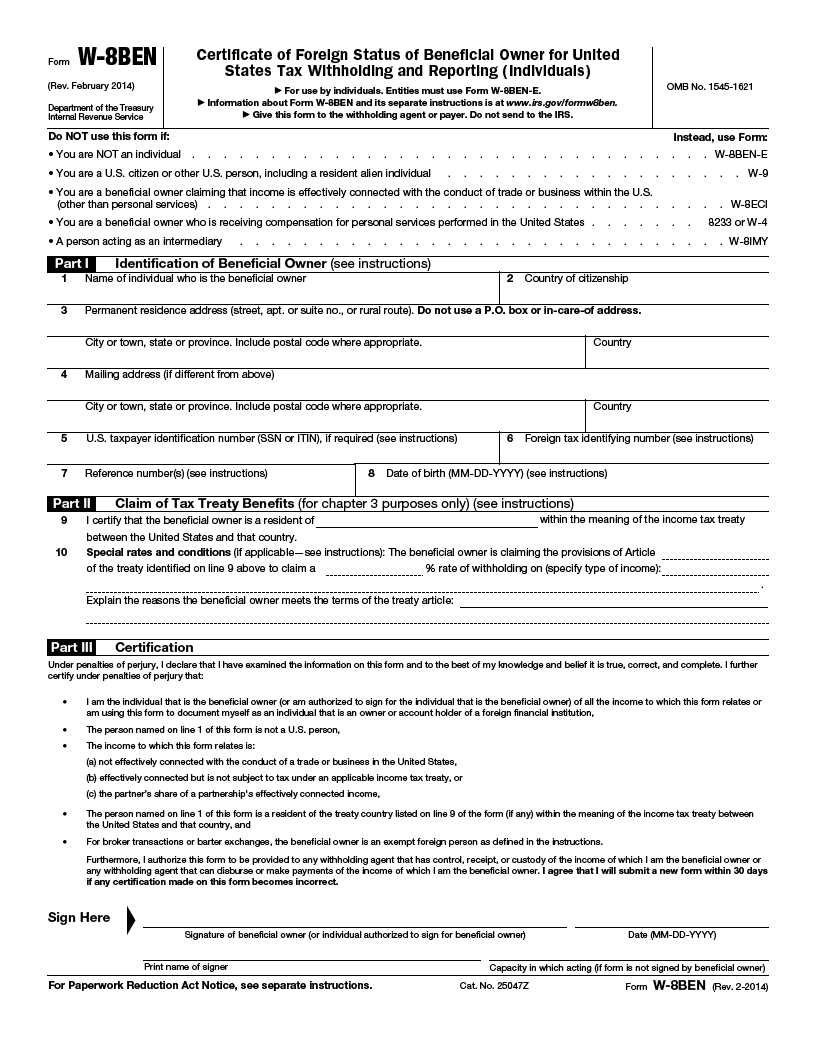 Form W-8BEN
(Rev. February 2014)
Department of the Treasury
Internal Revenue Service
Certificate of Foreign Status of Beneficial Owner for United
States Tax Withholding and Reporting (Individuals)
▶ For use by individuals. Entities must use Form W-8BEN-E.
▶ Information about Form W-8BEN and its separate instructions is at www.irs.gov/formw8ben.
▶ Give this form to the withholding agent or payer. Do not send to the IRS.
OMB No. 1545-1621
Do NOT use this form if: Instead, use Form:
• You are NOT an individual . . . . . . . . . . . . . . . . . . . . . . . . . . . W-8BEN-E
• You are a U.S. citizen or other U.S. person, including a resident alien individual . . . . . . . . . . . . . . . . W-9
• You are a beneficial owner claiming that income is effectively connected with the conduct of trade or business within the U.S.
(other than personal services) . . . . . . . . . . . . . . . . . . . . . . . . . . . W-8ECI
• You are a beneficial owner who is receiving compensation for personal services performed in the United States . . . . . . . 8233 or W-4
• A person acting as an intermediary . . . . . . . . . . . . . . . . . . . . . . . . . W-8IMY
Part I Identification of Beneficial Owner (see instructions)
1 Name of individual who is the beneficial owner
2 Country of citizenship
3 Permanent residence address (street, apt. or suite no., or rural route). Do not use a P.O. box or in-care-of address.
City or town, state or province. Include postal code where appropriate.
Country
4 Mailing address (if different from above)
City or town, state or province. Include postal code where appropriate.
Country
5 U.S. taxpayer identification number (SSN or ITIN), if required (see instructions)
6 Foreign tax identifying number (see instructions)
7 Reference number(s) (see instructions)
8 Date of birth (MM-DD-YYYY) (see instructions)
Part II Claim of Tax Treaty Benefits (for chapter 3 purposes only) (see instructions)
9 I certify that the beneficial owner is a resident of within the meaning of the income tax treaty
between the United States and that country.
10 Special rates and conditions (if applicable—see instructions): The beneficial owner is claiming the provisions of Article
of the treaty identified on line 9 above to claim a % rate of withholding on (specify type of income):
.
Explain the reasons the beneficial owner meets the terms of the treaty article:
Part III Certification
Under penalties of perjury, I declare that I have examined the information on this form and to the best of my knowledge and belief it is true, correct, and complete. I further
certify under penalties of perjury that:
• I am the individual that is the beneficial owner (or am authorized to sign for the individual that is the beneficial owner) of all the income to which this form relates or
am using this form to document myself as an individual that is an owner or account holder of a foreign financial institution,
• The person named on line 1 of this form is not a U.S. person,
• The income to which this form relates is:
(a) not effectively connected with the conduct of a trade or business in the United States,
(b) effectively connected but is not subject to tax under an applicable income tax treaty, or
(c) the partner's share of a partnership's effectively connected income,
• The person named on line 1 of this form is a resident of the treaty country listed on line 9 of the form (if any) within the meaning of the income tax treaty between
the United States and that country, and
• For broker transactions or barter exchanges, the beneficial owner is an exempt foreign person as defined in the instructions.
Furthermore, I authorize this form to be provided to any withholding agent that has control, receipt, or custody of the income of which I am the beneficial owner or
any withholding agent that can disburse or make payments of the income of which I am the beneficial owner. I agree that I will submit a new form within 30 days
if any certification made on this form becomes incorrect.
Sign Here
Signature of beneficial owner (or individual authorized to sign for beneficial owner)
Date (MM-DD-YYYY)
Print name of signer
Capacity in which acting (if form is not signed by beneficial owner)
For Paperwork Reduction Act Notice, see separate instructions. Cat. No. 25047Z Form W-8BEN (Rev. 2-2014)